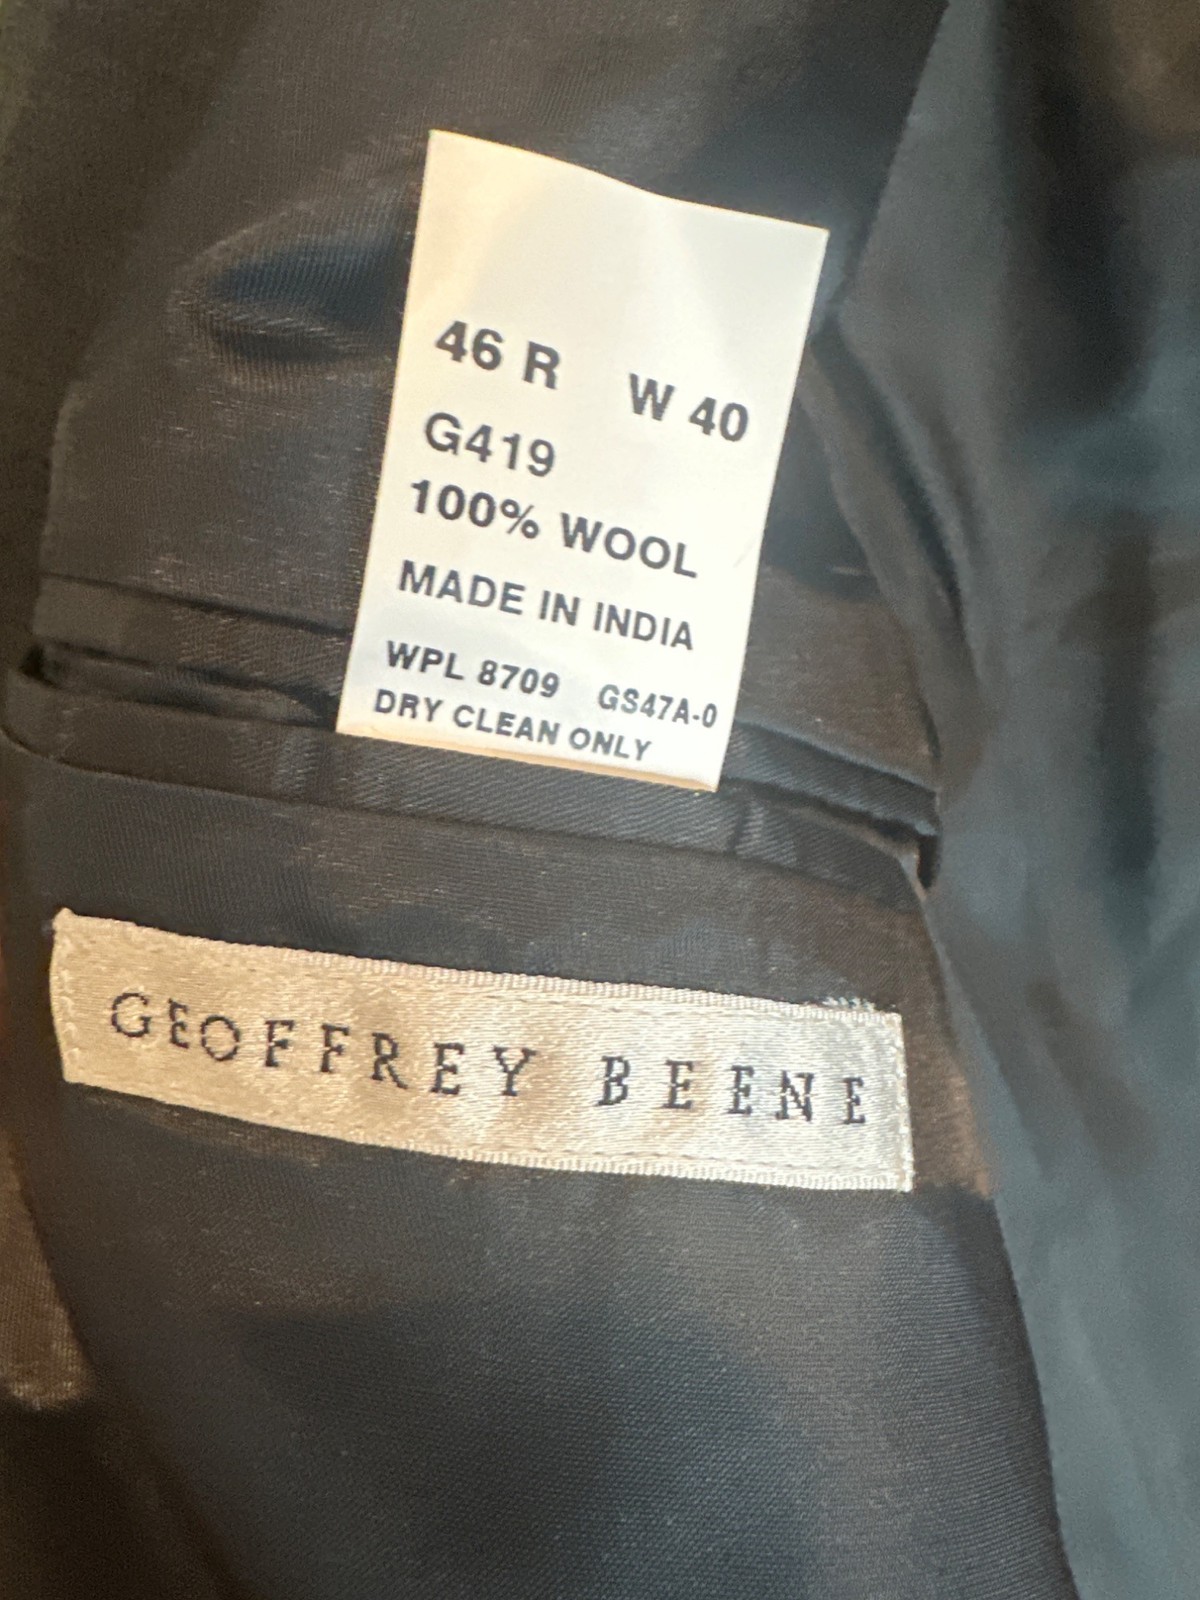 46 R W 40
G419
100% WOOL
MADE IN INDIA
WPL 8709 GS47A-0
DRY CLEAN ONLY
GEOFFREY BEENE